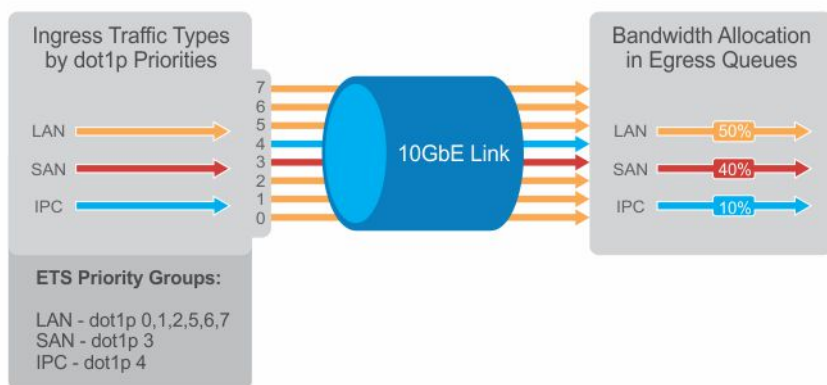 Ingress Traffic Types
by dot1p Priorities
LAN
SAN
IPC
7
6
5
4
3
2
1
0
10GbE Link
Bandwidth Allocation
in Egress Queues
LAN 50%
SAN 40%
IPC 10%
ETS Priority Groups:
LAN - dot1p 0,1,2,5,6,7
SAN - dot1p 3
IPC - dot1p 4